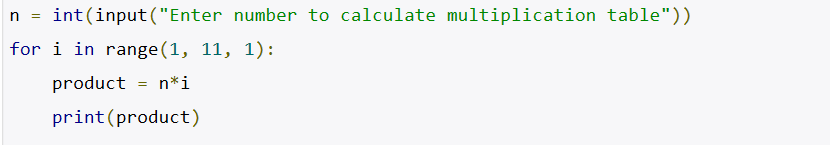 n = int(input("Enter number to calculate multiplication table"))
for i in range(1, 11, 1):
    product = n*i
    print(product)